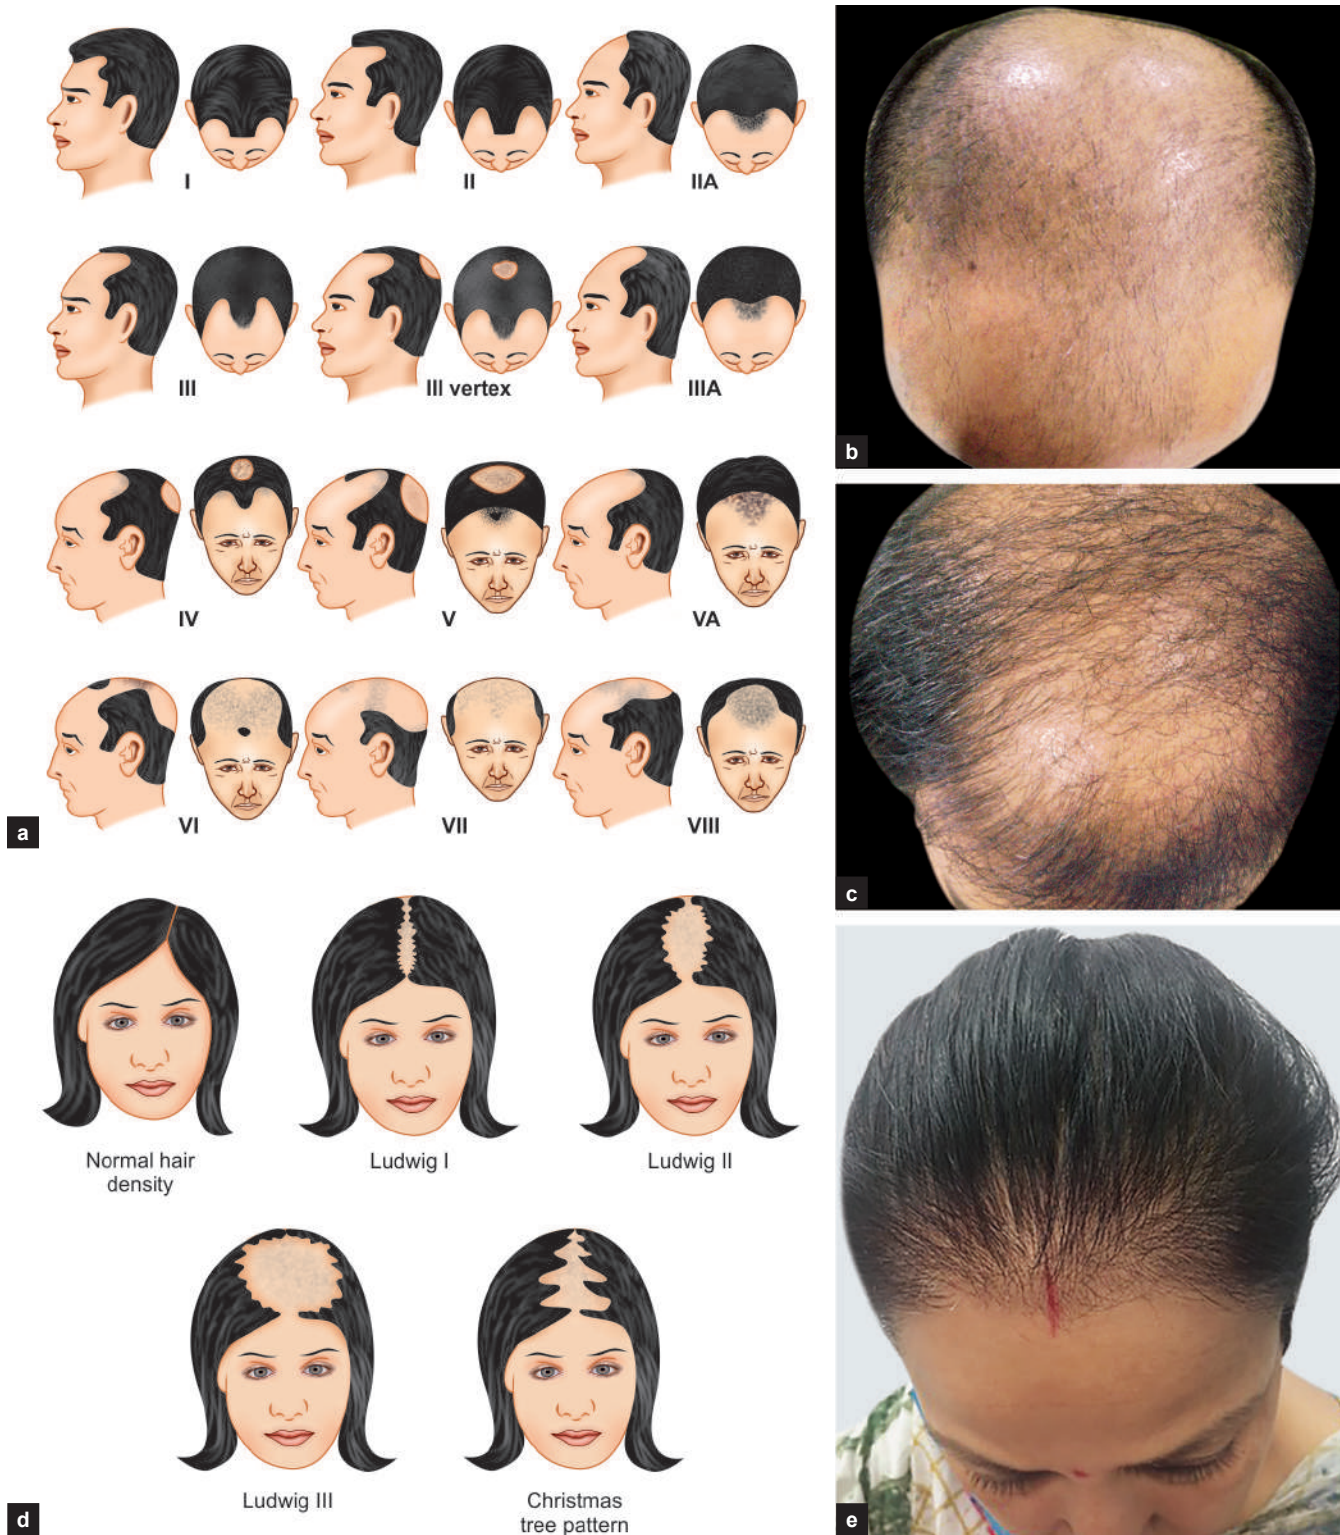 I
II
IIA
III
III vertex
IIIA
IV
V
VA
VI
VII
VIII
a
b
c
Normal hair
density
Ludwig I
Ludwig II
Ludwig III
Christmas
tree pattern
d
e